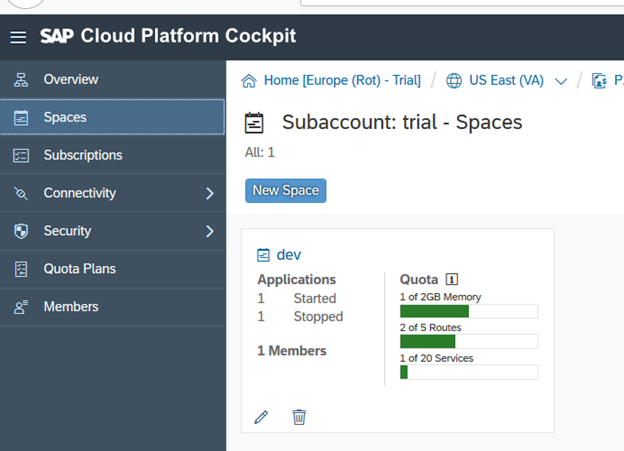 SAP Cloud Platform Cockpit
Overview
Spaces
Subscriptions
Connectivity
Security
Quota Plans
Members
Home [Europe (Rot) - Trial] / US East (VA) /
Subaccount: trial - Spaces
All: 1
New Space
dev
Applications
1 Started
1 Stopped
1 Members
Quota
1 of 2GB Memory
2 of 5 Routes
1 of 20 Services